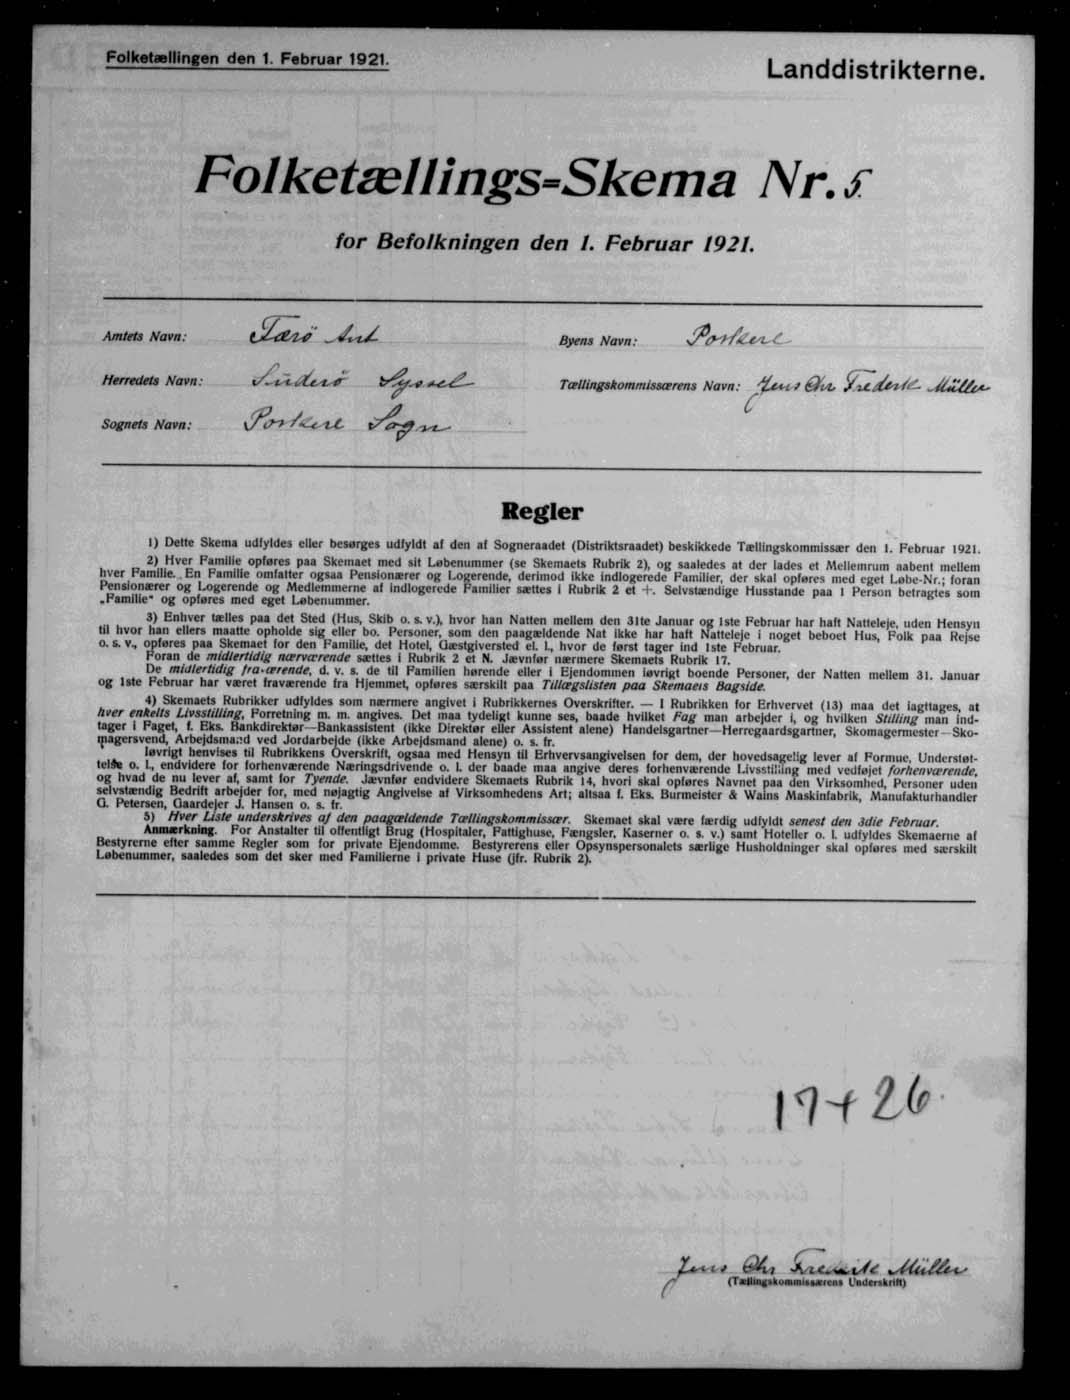 Folketællingen den 1. Februar 1921.
Landdistrikterne.
Folketællings=Skema Nr. 5.
for Befolkningen den 1. Februar 1921.
Amtets Navn: Færö Amt
Byens Navn: Porkere
Herredets Navn: Suderö Syssel
Tællingskommissærens Navn: Jens Chr Frederik Müller
Sognets Navn: Porkere Sogn
Regler
1) Dette Skema udfyldes eller besørges udfyldt af den af Sogneraadet (Distriktsraadet) beskikkede Tællingskommissær den 1. Februar 1921.
2) Hver Familie opføres paa Skemaet med sit Løbenummer (se Skemaets Rubrik 2), og saaledes at der lades et Mellemrum aabent mellem
hver Familie. En Familie omfatter ogsaa Pensionærer og Logerende, derimod ikke indlogerede Familier, der skal opføres med eget Løbe-Nr.; foran
Pensionærer og Logerende og Medlemmerne af indlogerede Familier sættes i Rubrik 2 et +. Selvstændige Husstande paa 1 Person betragtes som
„Familie“ og opføres med eget Løbenummer.
3) Enhver tælles paa det Sted (Hus, Skib o. s. v.), hvor han Natten mellem den 31te Januar og 1ste Februar har haft Natteleje, uden Hensyn
til hvor han ellers maatte opholde sig eller bo. Personer, som den paagældende Nat ikke har haft Natteleje i noget beboet Hus, Folk paa Rejse
o. s. v., opføres paa Skemaet for den Familie, det Hotel, Gæstgiversted el. l., hvor de først tager ind 1ste Februar.
Foran de midlertidig nærværende sættes i Rubrik 2 et N. Jævnfør nærmere Skemaets Rubrik 17.
De midlertidig fraværende, d. v. s. de til Familien hørende eller i Ejendommen iøvrigt boende Personer, der Natten mellem 31. Januar
og 1ste Februar har været fraværende fra Hjemmet, opføres særskilt paa Tillægslisten paa Skemaets Bagside.
4) Skemaets Rubrikker udfyldes som nærmere angivet i Rubrikkernes Overskrifter. — I Rubrikken for Erhvervet (13) maa det iagttages, at
hver enkelts Livsstilling, Forretning m. m. angives. Det maa tydeligt kunne ses, baade hvilket Fag man arbejder i, og hvilken Stilling man ind-
tager i Faget, f. Eks. Bankdirektør—Bankassistent (ikke Direktør eller Assistent alene) Handelsgartner—Herregaardsgartner, Skomagermester—Sko-
magersvend, Arbejdsmand ved Jordarbejde (ikke Arbejdsmand alene) o. s. fr.
Iøvrigt henvises til Rubrikkens Overskrift, ogsaa med Hensyn til Erhvervsangivelsen for dem, der hovedsagelig lever af Formue, Understøt-
telse o. l., endvidere for forhenværende Næringsdrivende o. l. der baade maa angive deres forhenværende Livsstilling med vedføjet forhenværende,
og hvad de nu lever af, samt for Tyende. Jævnfør endvidere Skemaets Rubrik 14, hvori skal opføres Navnet paa den Virksomhed, Personer uden
selvstændig Bedrift arbejder for, med nøjagtig Angivelse af Virksomhedens Art; altsaa f. Eks. Burmeister & Wains Maskinfabrik, Manufakturhandler
G. Petersen, Gaardejer J. Hansen o. s. fr.
5) Hver Liste underskrives af den paagældende Tællingskommissær. Skemaet skal være færdig udfyldt senest den 3die Februar.
Anmærkning. For Anstalter til offentligt Brug (Hospitaler, Fattighuse, Fængsler, Kaserner o. s. v.) samt Hoteller o. l. udfyldes Skemaerne af
Bestyrerne efter samme Regler som for private Ejendomme. Bestyrerens eller Opsynspersonalets særlige Husholdninger skal opføres med særskilt
Løbenummer, saaledes som det sker med Familierne i private Huse (jfr. Rubrik 2).
17+26.
Jens Chr Frederik Müller
(Tællingskommissærens Underskrift)